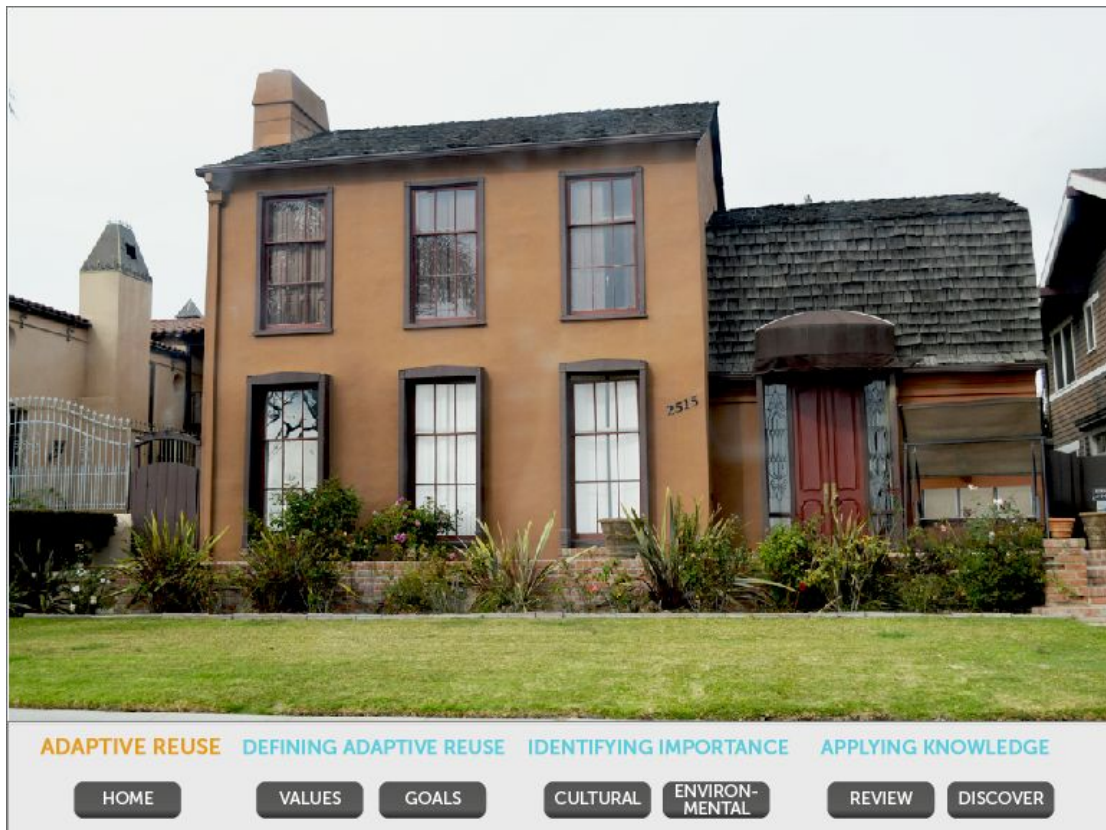 2515
ADAPTIVE REUSE
DEFINING ADAPTIVE REUSE
IDENTIFYING IMPORTANCE
APPLYING KNOWLEDGE
HOME
VALUES
GOALS
CULTURAL
ENVIRON-
MENTAL
REVIEW
DISCOVER